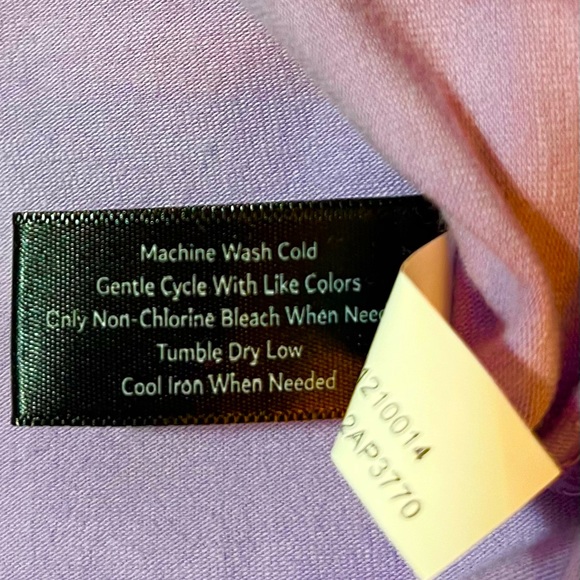 Machine Wash Cold
Gentle Cycle With Like Colors
Only Non-Chlorine Bleach When
Tumble Dry Low
Cool Iron When Needed
1210014
2AP3770